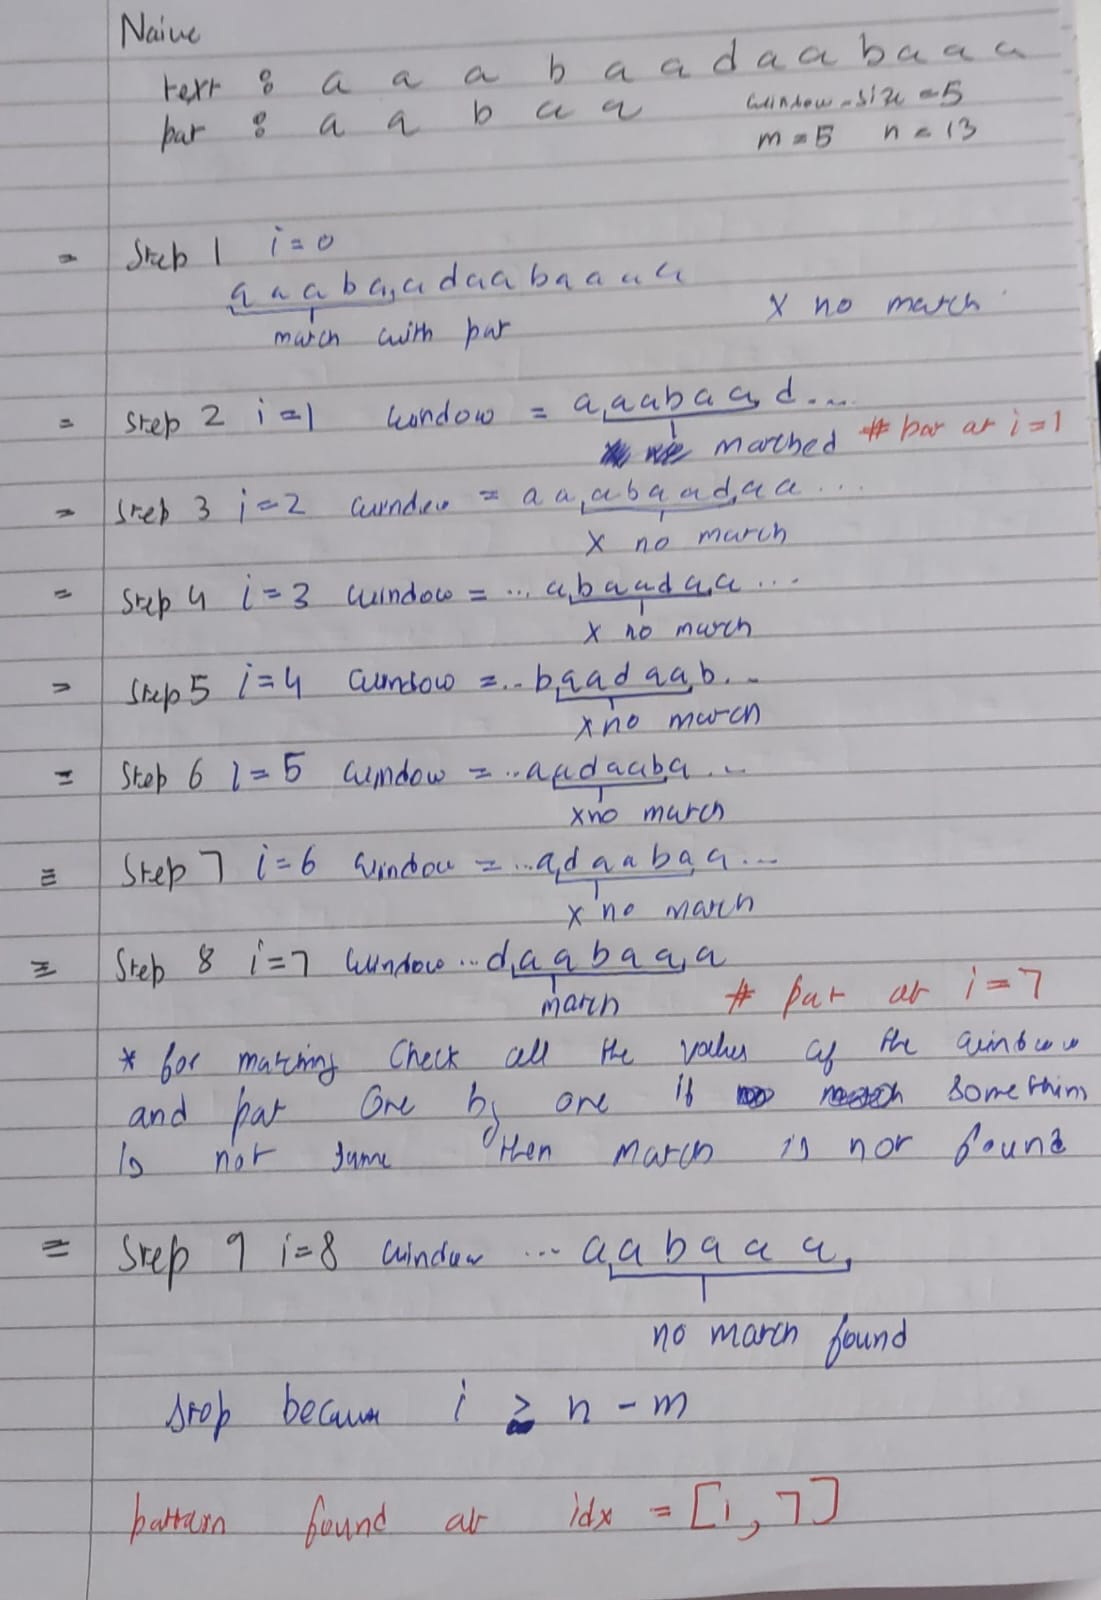 Naive
text : a a a b a a d a a b a a a
pat : a a b a a window-size = 5
m = 5 n = 13
= Step 1 i = 0
a a a b a a d a a b a a a a
match with pat X no match
= Step 2 i = 1 window = a a a b a a d ...
matched # pat at i = 1
= Step 3 i = 2 window = a a a b a a d a a ...
X no match
= Step 4 i = 3 window = ... a b a a d a a ...
X no match
= Step 5 i = 4 window = .. b a a d a a b . ..
X no match
= Step 6 i = 5 window = .. a a d a a b a . ..
X no match
= Step 7 i = 6 window = ... a d a a b a a ...
X no match
= Step 8 i = 7 window ... d a a b a a a
match # pat at i = 7
* for matching Check all the values of the window
and pat One by one if somethin
is not same then match is not found
= Step 9 i = 8 window ... a a b a a a
no match found
stop becaus i ≥ n - m
pattern found at idx = [1, 7]